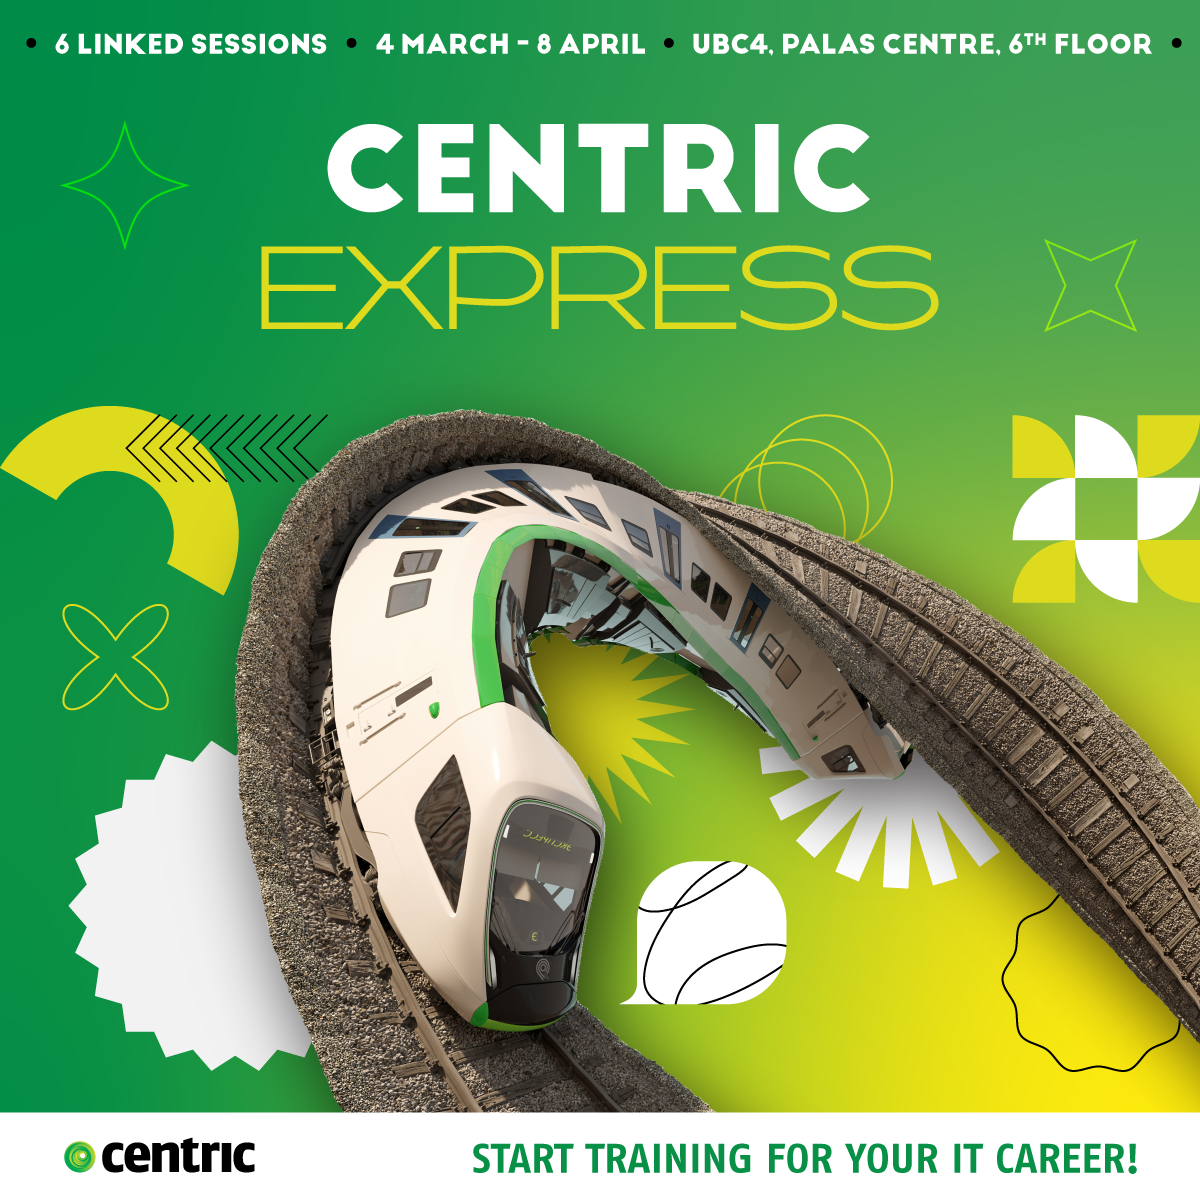 • 6 LINKED SESSIONS • 4 MARCH - 8 APRIL • UBC4, PALAS CENTRE, 6TH FLOOR •
CENTRIC
EXPRESS
centric
START TRAINING FOR YOUR IT CAREER!